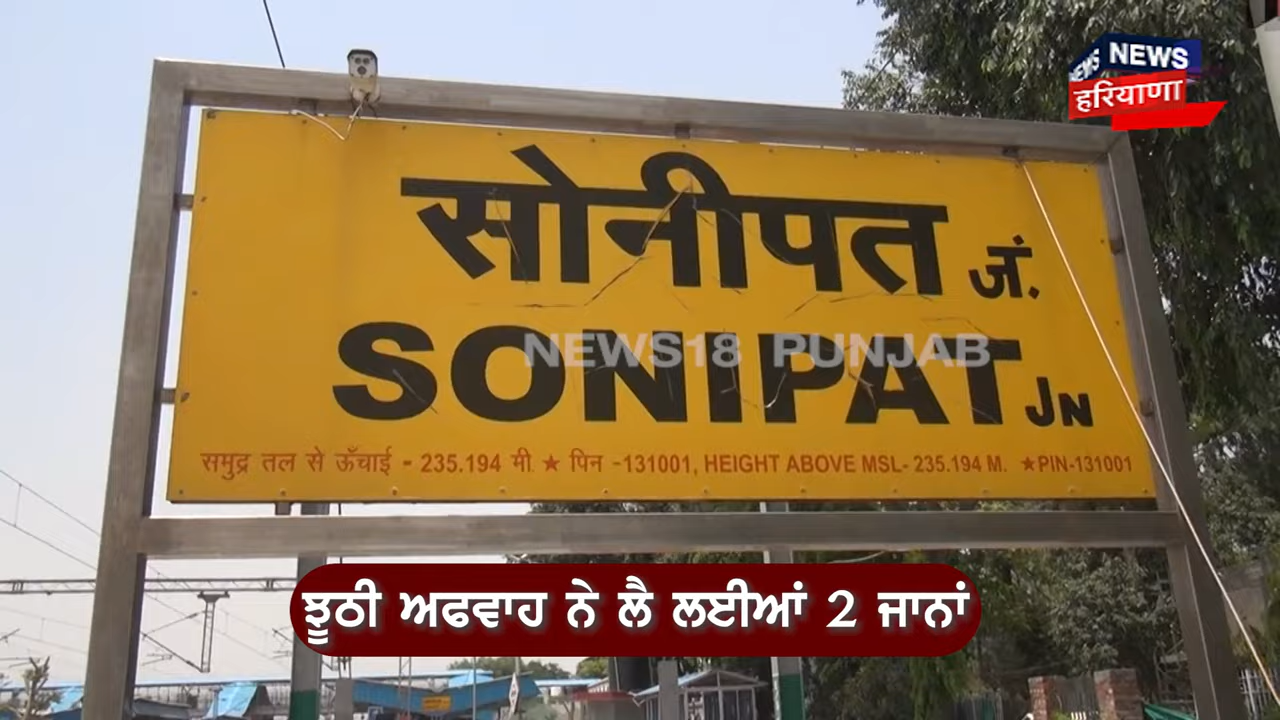 NEWS NEWS
हरियाणा
सोनीपत जं.
SONIPAT JN
NEWS18 PUNJAB
समुद्र तल से ऊँचाई - 235.194 मी ★ पिन -131001, HEIGHT ABOVE MSL- 235.194 M. ★PIN-131001
ਝੂਠੀ ਅਫਵਾਹ ਨੇ ਲੈ ਲਈਆਂ 2 ਜਾਨਾਂ